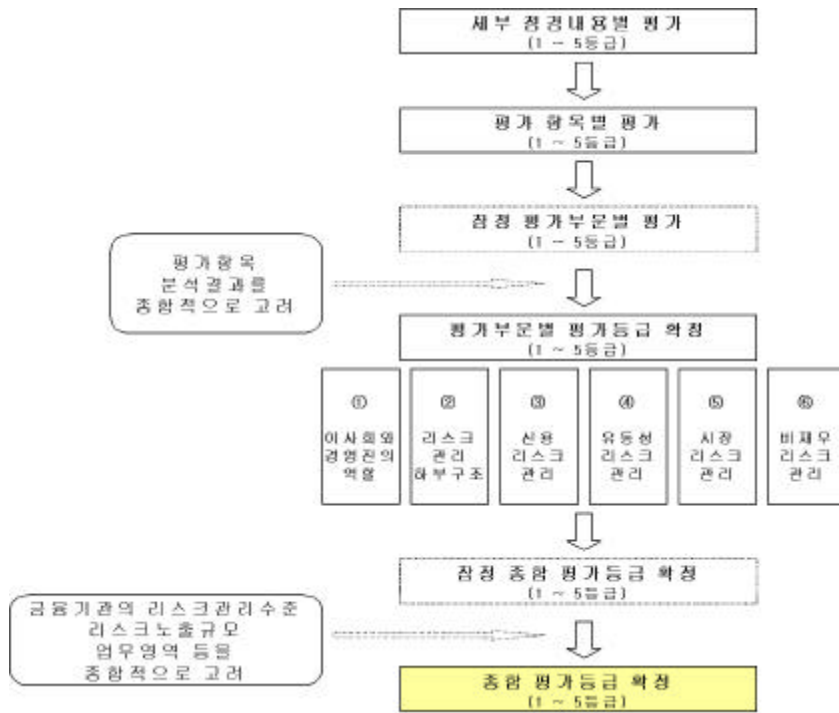 세부 점검내용별 평가
(1 ~ 5등급)
평가 항목별 평가
(1 ~ 5등급)
잠정 평가부문별 평가
(1 ~ 5등급)
평가항목
분석결과를
종합적으로 고려
평가부문별 평가등급 확정
(1 ~ 5등급)
①
이사회와
경영진의
역할
②
리스크
관리
하부구조
③
신용
리스크
관리
④
유동성
리스크
관리
⑤
시장
리스크
관리
⑥
비재무
리스크
관리
잠정 종합 평가등급 확정
(1 ~ 5등급)
금융기관의 리스크관리수준
리스크노출규모
업무영역 등을
종합적으로 고려
종합 평가등급 확정
(1 ~ 5등급)